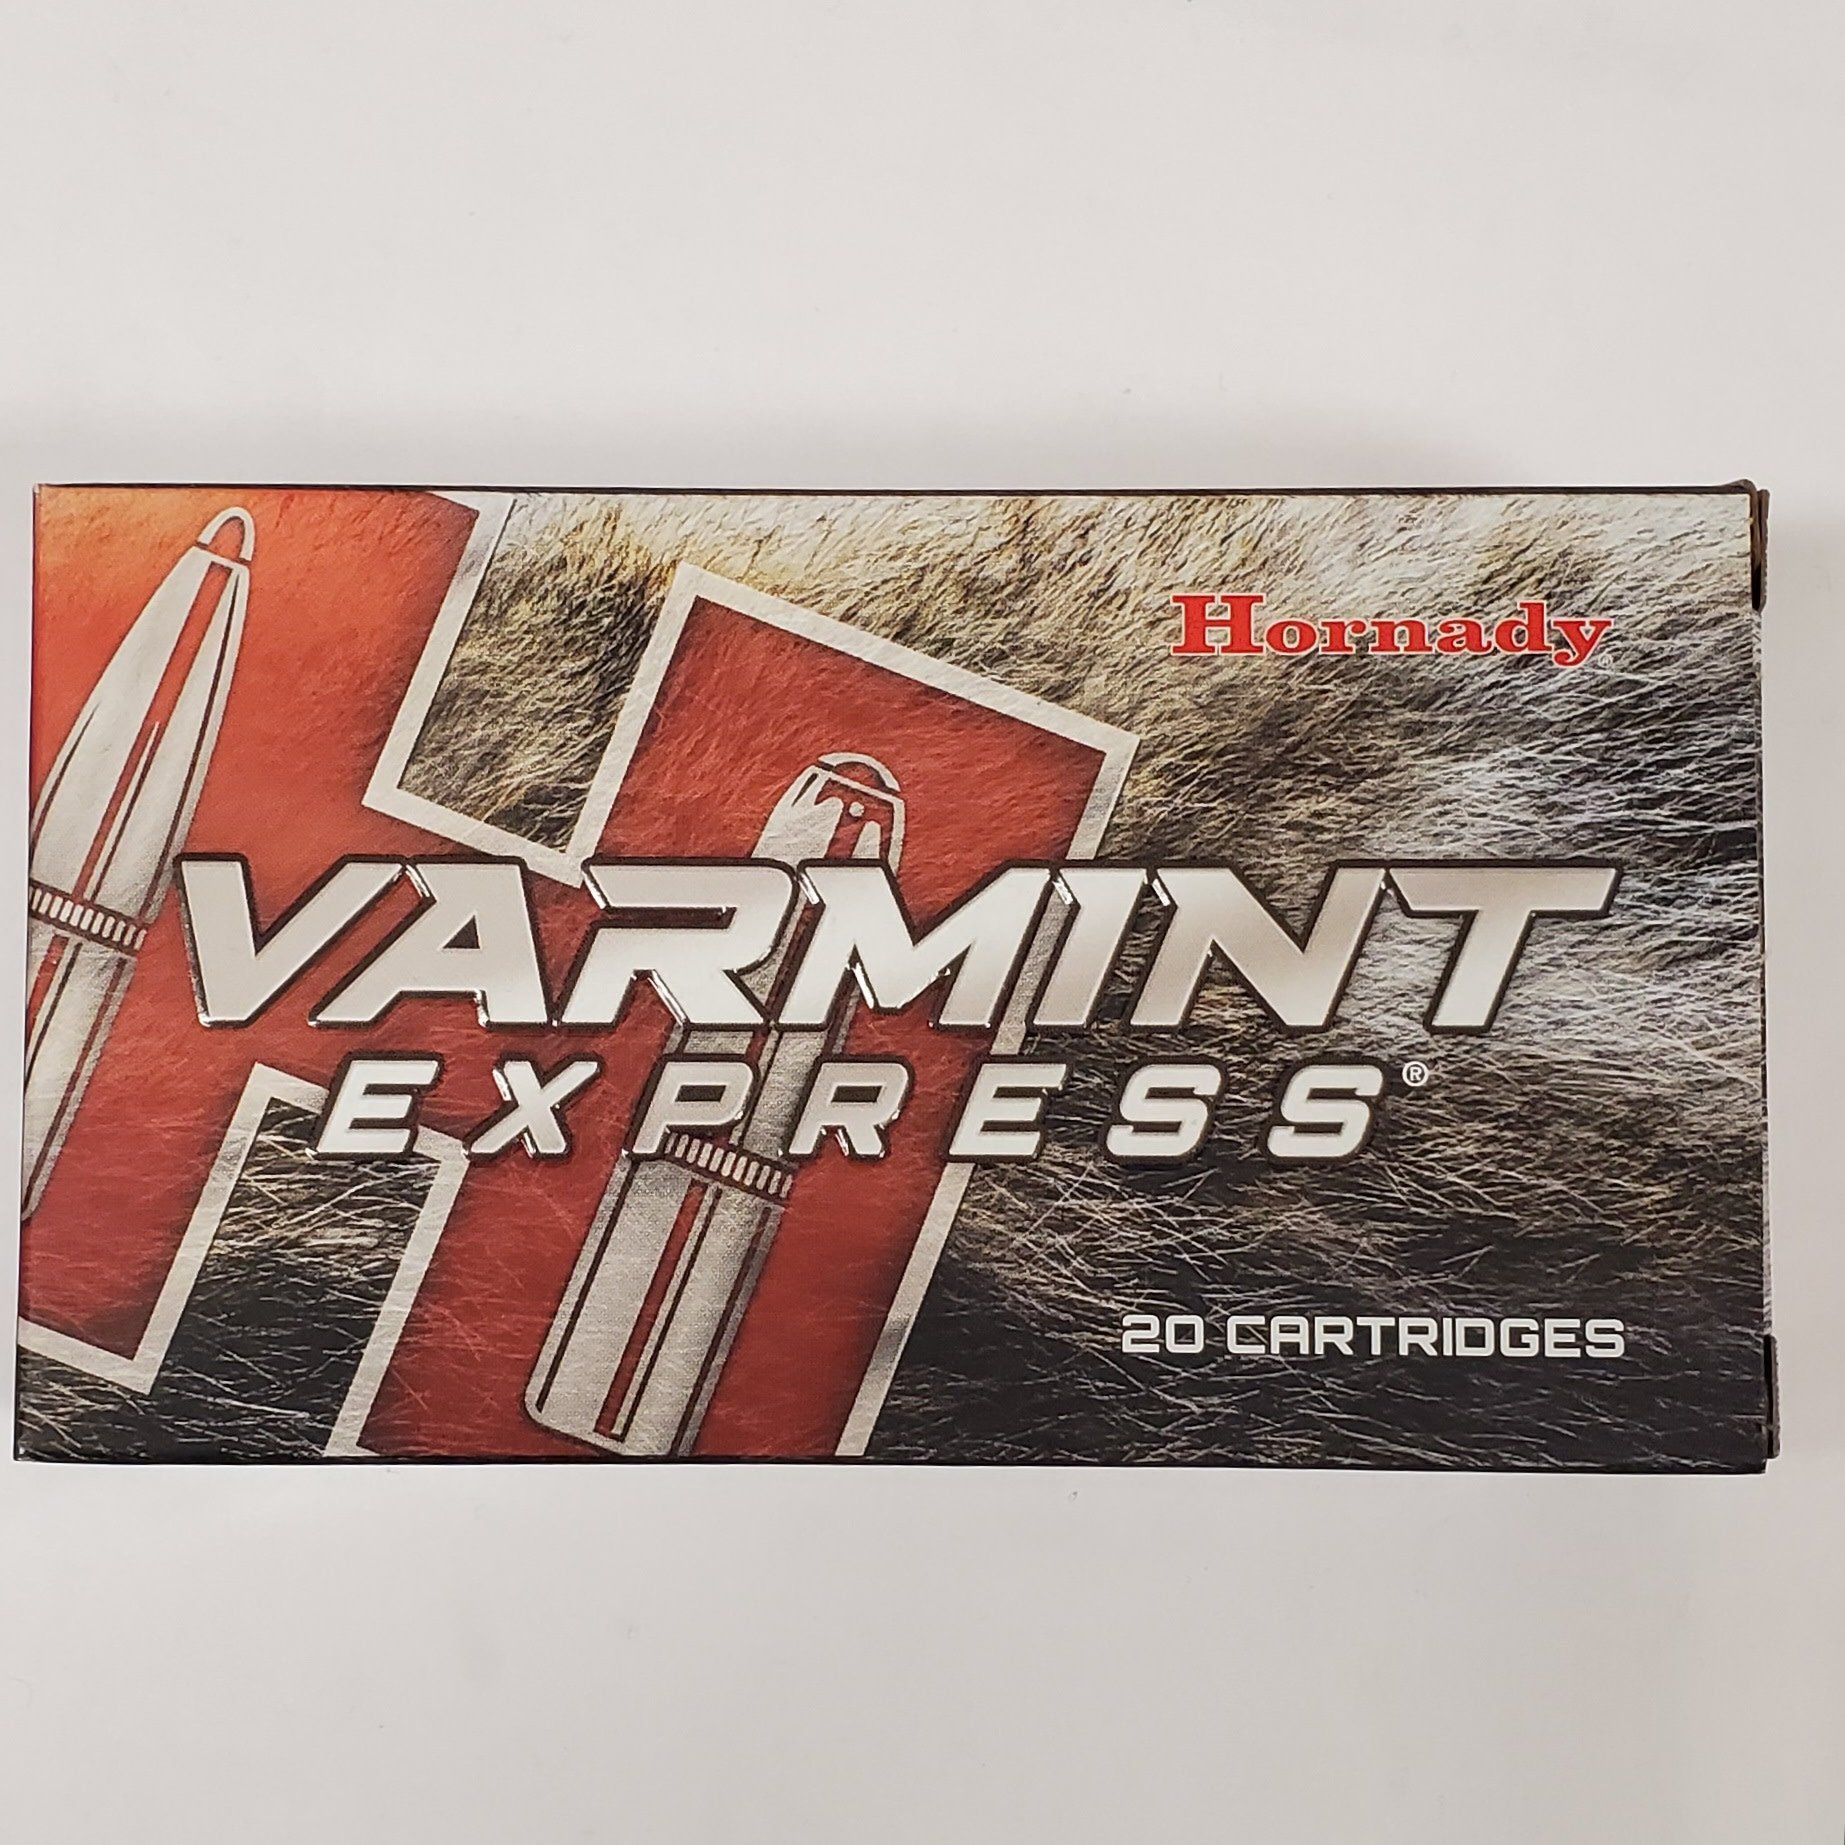 Hornady®
VARMINT
EXPRESS®
20 CARTRIDGES